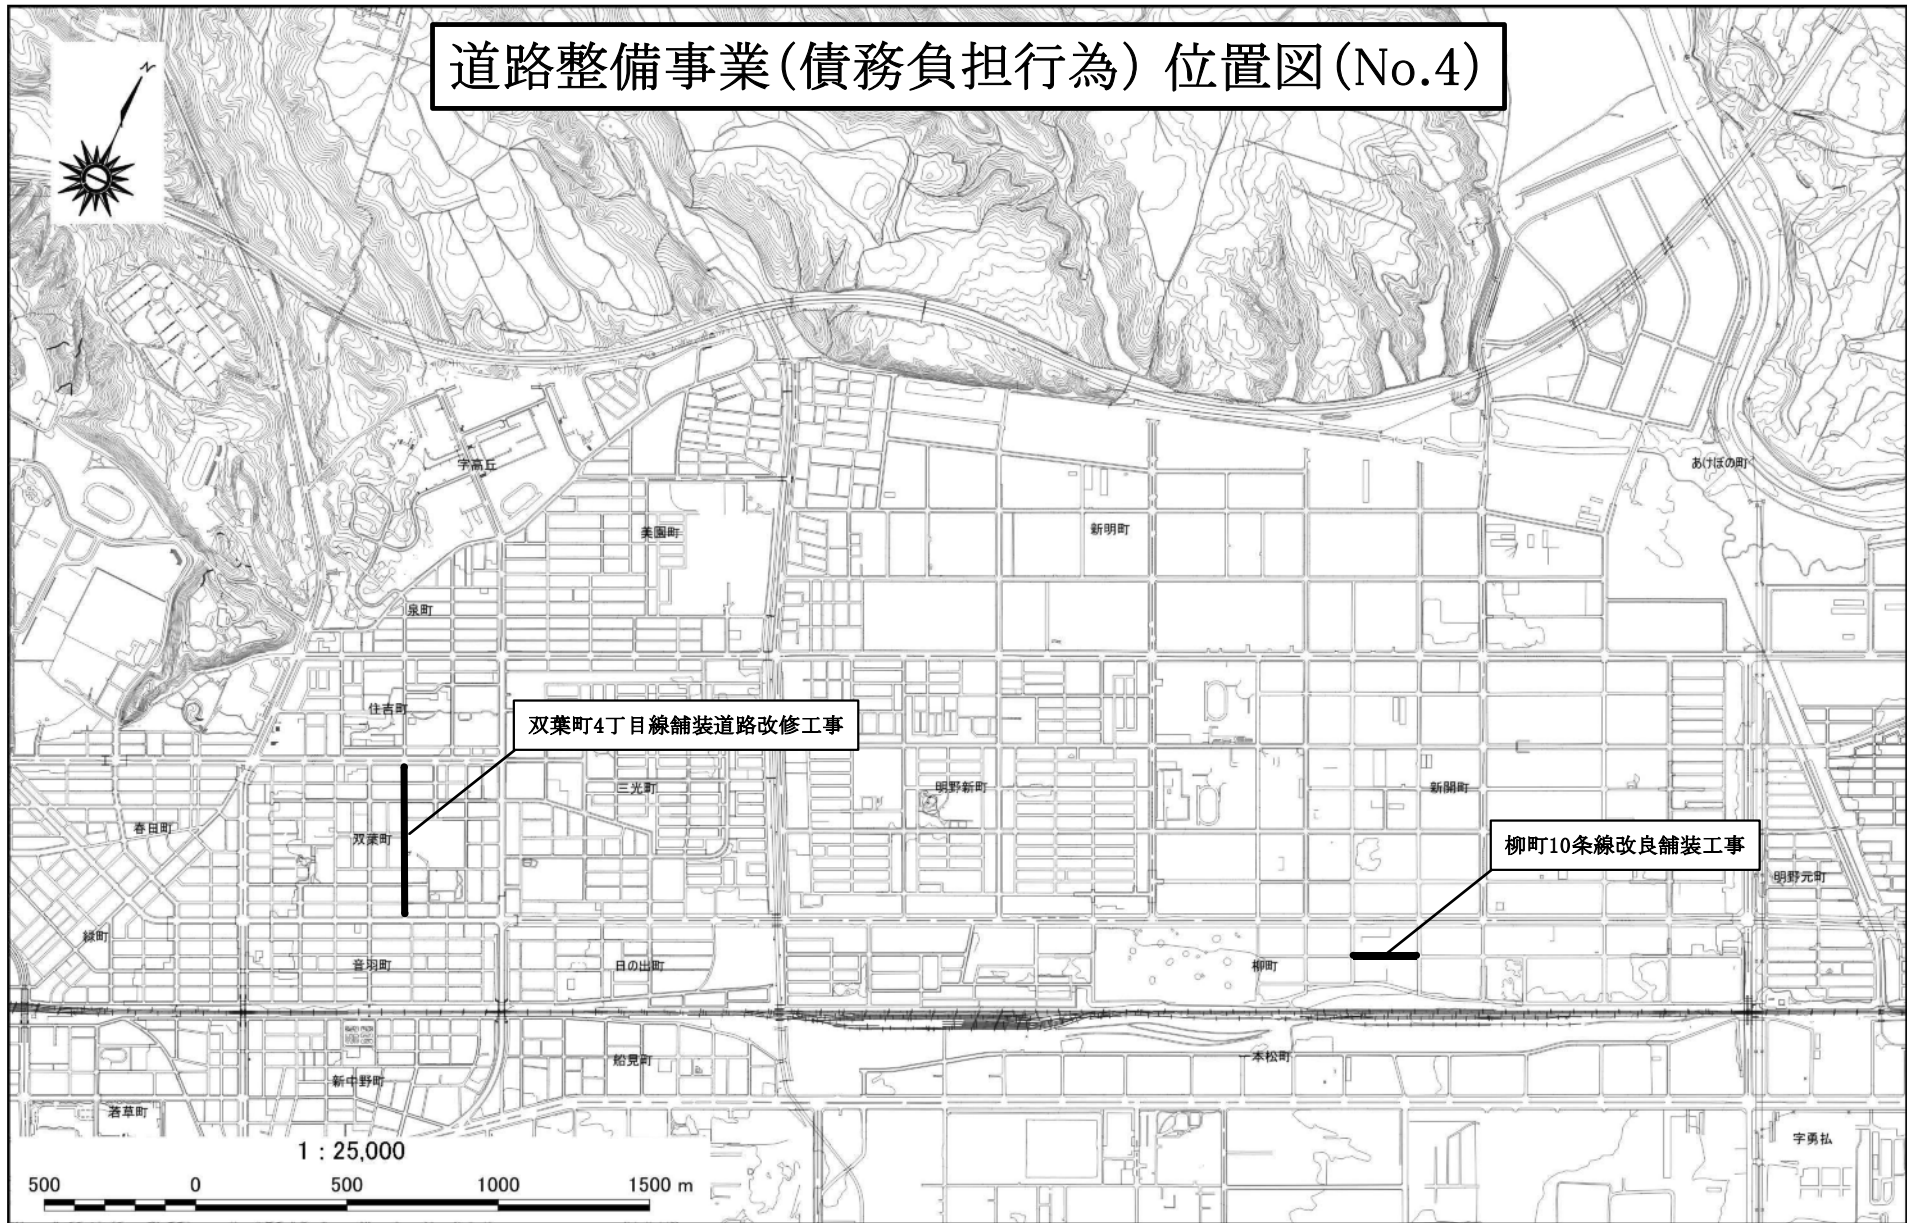 道路整備事業(債務負担行為) 位置図(No.4)
N
字高丘
あけぼの町
美園町
新明町
泉町
住吉町
双葉町4丁目線舗装道路改修工事
三光町
明野新町
新開町
春日町
双葉町
柳町10条線改良舗装工事
明野元町
緑町
音羽町
日の出町
柳町
船見町
一本松町
新中野町
若草町
字勇払
1:25,000
500 0 500 1000 1500 m